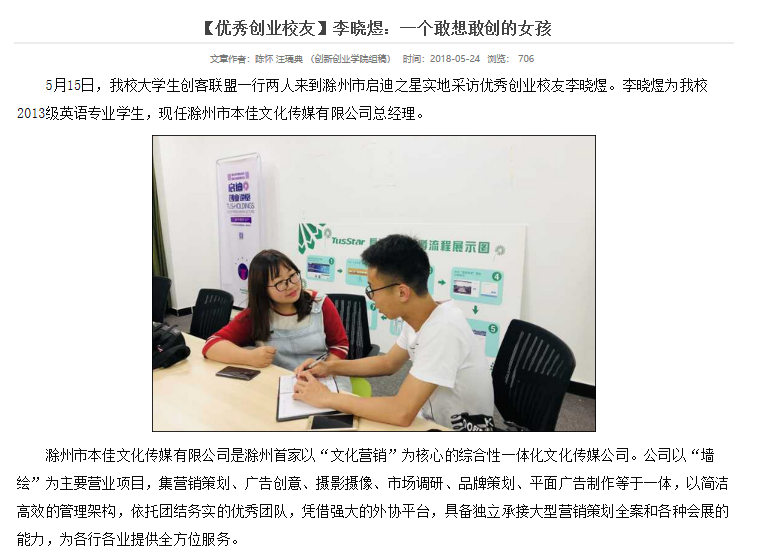 【优秀创业校友】李晓煜：一个敢想敢创的女孩
文章作者：陈怀 汪瑀典 （创新创业学院组稿） 时间：2018-05-24 浏览： 706
5月15日，我校大学生创客联盟一行两人来到滁州市启迪之星实地采访优秀创业校友李晓煜。李晓煜为我校
2013级英语专业学生，现任滁州市本佳文化传媒有限公司总经理。
启迪
创业课堂
TUS-HOLDINGS
TusStar
流程展示图
1
4
7
5
滁州市本佳文化传媒有限公司是滁州首家以“文化营销”为核心的综合性一体化文化传媒公司。公司以“墙
绘”为主要营业项目，集营销策划、广告创意、摄影摄像、市场调研、品牌策划、平面广告制作等于一体，以简洁
高效的管理架构，依托团结务实的优秀团队，凭借强大的外协平台，具备独立承接大型营销策划全案和各种会展的
能力，为各行各业提供全方位服务。